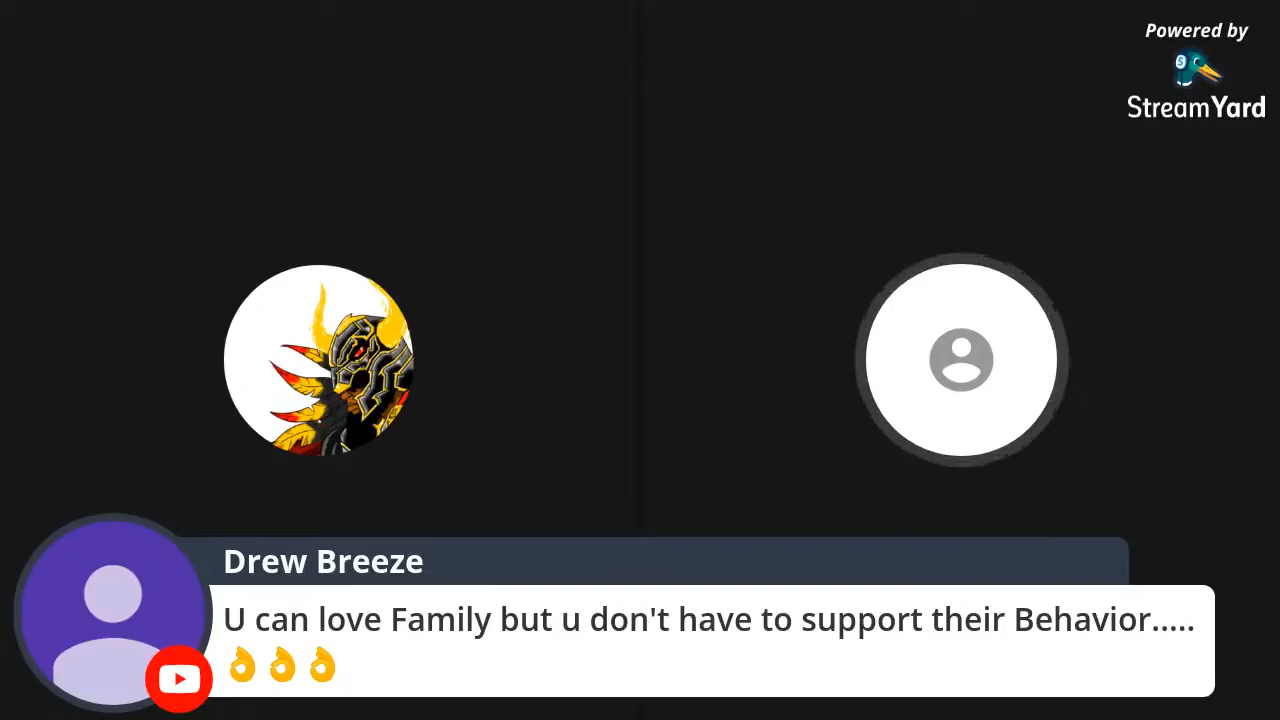 Powered by
S
StreamYard
Drew Breeze
U can love Family but u don't have to support their Behavior.....
👌👌👌